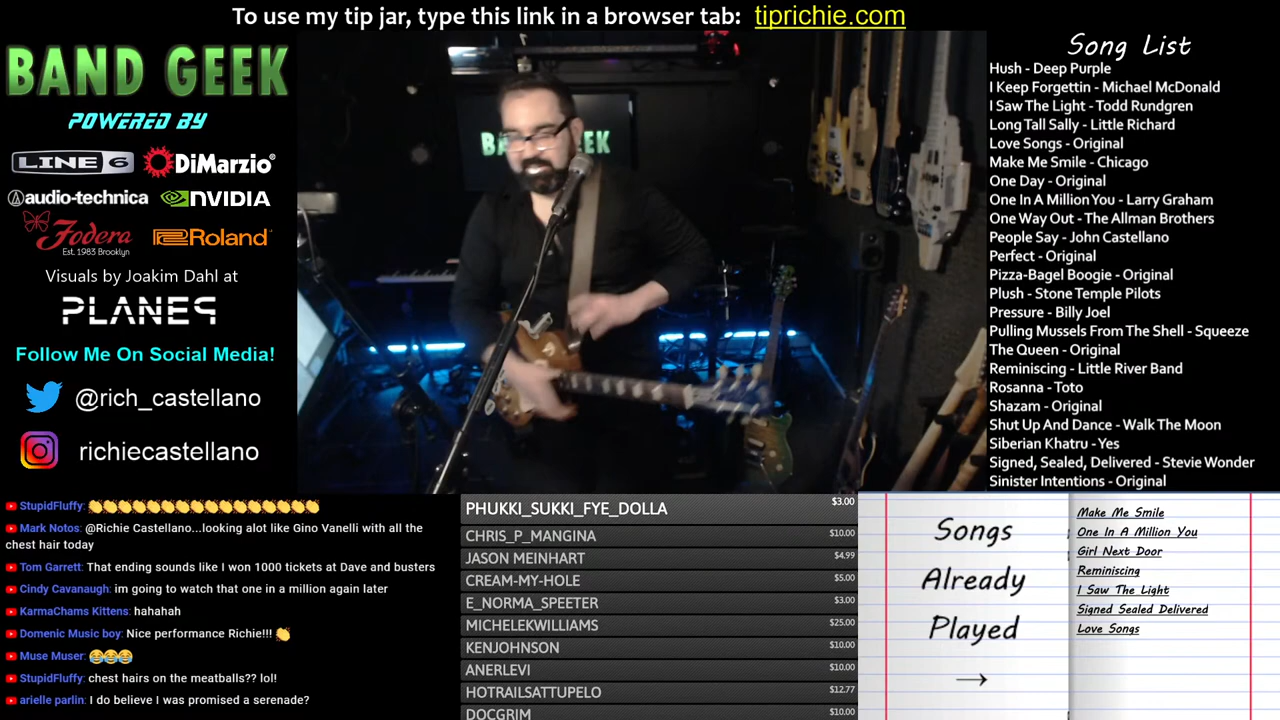 To use my tip jar, type this link in a browser tab: tiprichie.com
BAND GEEK
POWERED BY
LINE 6
DiMarzio
audio-technica
NVIDIA
Fodera
Est. 1983 Brooklyn
Roland
Visuals by Joakim Dahl at
PLANE9
Follow Me On Social Media!
@rich_castellano
richiecastellano
Song List
Hush - Deep Purple
I Keep Forgettin - Michael McDonald
I Saw The Light - Todd Rundgren
Long Tall Sally - Little Richard
Love Songs - Original
Make Me Smile - Chicago
One Day - Original
One In A Million You - Larry Graham
One Way Out - The Allman Brothers
People Say - John Castellano
Perfect - Original
Pizza-Bagel Boogie - Original
Plush - Stone Temple Pilots
Pressure - Billy Joel
Pulling Mussels From The Shell - Squeeze
The Queen - Original
Reminiscing - Little River Band
Rosanna - Toto
Shazam - Original
Shut Up And Dance - Walk The Moon
Siberian Khatru - Yes
Signed, Sealed, Delivered - Stevie Wonder
Sinister Intentions - Original
StupidFluffy:
Mark Notos: @Richie Castellano...looking alot like Gino Vanelli with all the
chest hair today
Tom Garrett: That ending sounds like I won 1000 tickets at Dave and busters
Cindy Cavanaugh: im going to watch that one in a million again later
KarmaChams Kittens: hahahah
Domenic Music boy: Nice performance Richie!!!
Muse Muser:
StupidFluffy: chest hairs on the meatballs?? lol!
arielle parlin: I do believe I was promised a serenade?
PHUKKI_SUKKI_FYE_DOLLA $3.00
CHRIS_P_MANGINA $10.00
JASON MEINHART $4.99
CREAM-MY-HOLE $5.00
E_NORMA_SPEETER $3.00
MICHELEKWILLIAMS $25.00
KENJOHNSON $10.00
ANERLEVI $10.00
HOTRAILSATTUPELO $12.77
DOCGRIM $10.00
Songs
Already
Played
→
Make Me Smile
One In A Million You
Girl Next Door
Reminiscing
I Saw The Light
Signed Sealed Delivered
Love Songs